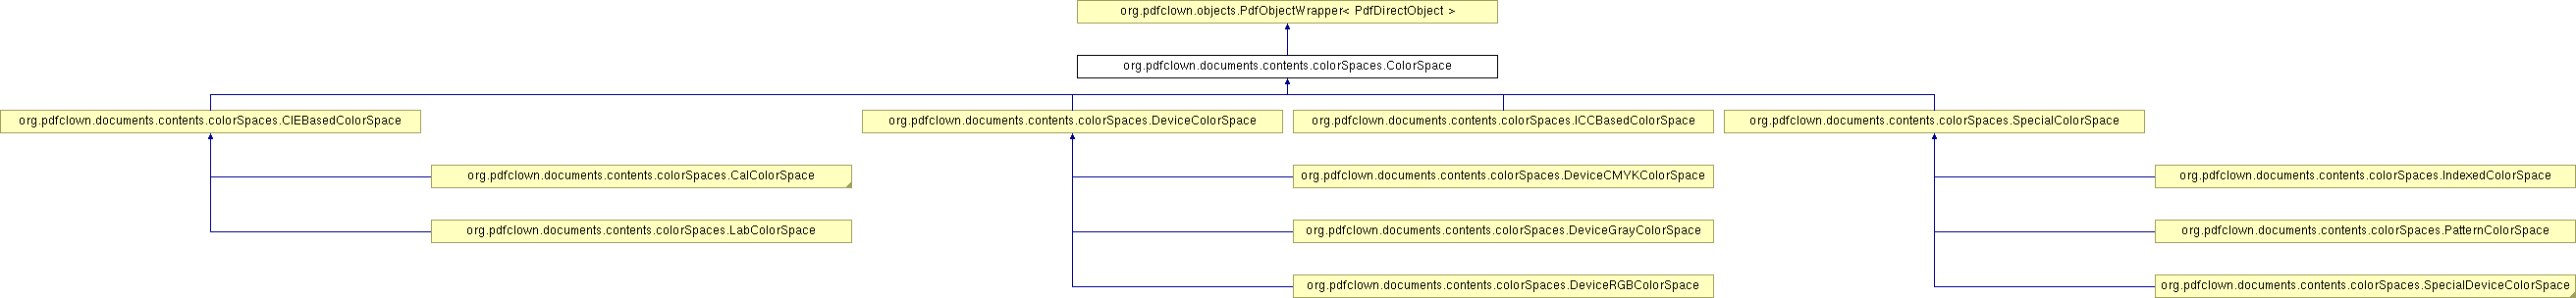 org.pdfclown.objects.PdfObjectWrapper< PdfDirectObject >
org.pdfclown.documents.contents.colorSpaces.ColorSpace
org.pdfclown.documents.contents.colorSpaces.CIEBasedColorSpace
org.pdfclown.documents.contents.colorSpaces.DeviceColorSpace
org.pdfclown.documents.contents.colorSpaces.ICCBasedColorSpace
org.pdfclown.documents.contents.colorSpaces.SpecialColorSpace
org.pdfclown.documents.contents.colorSpaces.CalColorSpace
org.pdfclown.documents.contents.colorSpaces.DeviceCMYKColorSpace
org.pdfclown.documents.contents.colorSpaces.IndexedColorSpace
org.pdfclown.documents.contents.colorSpaces.LabColorSpace
org.pdfclown.documents.contents.colorSpaces.DeviceGrayColorSpace
org.pdfclown.documents.contents.colorSpaces.PatternColorSpace
org.pdfclown.documents.contents.colorSpaces.DeviceRGBColorSpace
org.pdfclown.documents.contents.colorSpaces.SpecialDeviceColorSpace